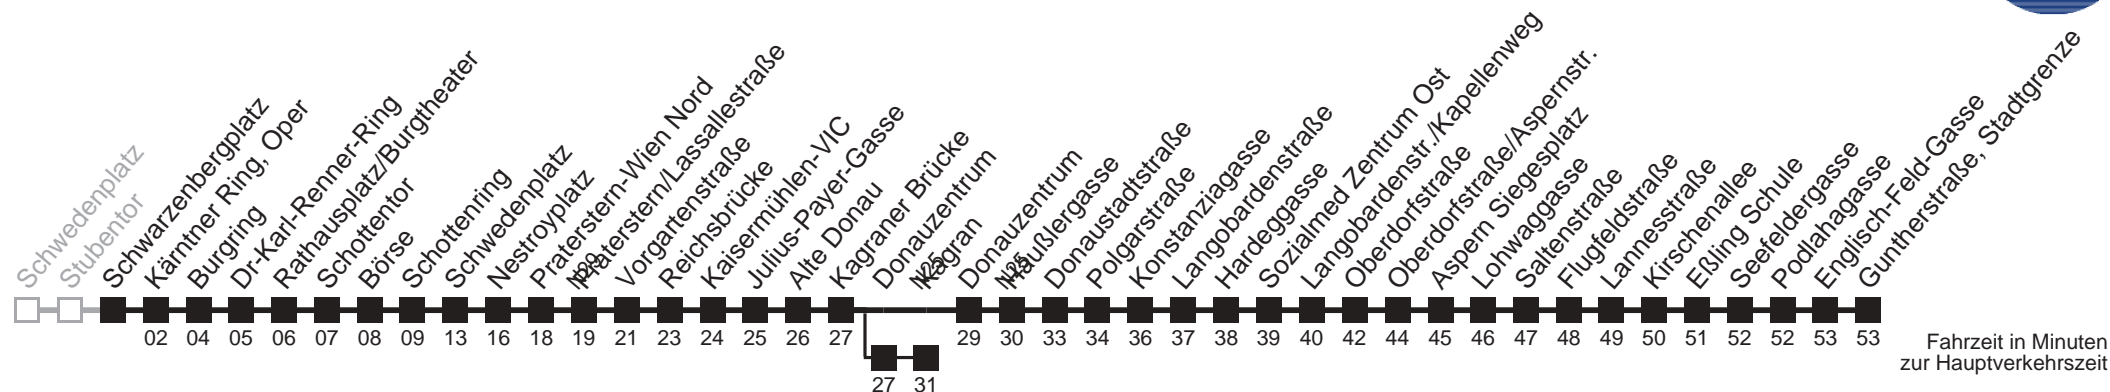 Schwedenplatz
Stubentor
Schwarzenbergplatz
Kärntner Ring, Oper
Burgring
Dr-Karl-Renner-Ring
Rathausplatz/Burgtheater
Schottentor
Börse
Schottenring
Schwedenplatz
Nestroyplatz
Praterstern-Wien Nord
N29
Praterstern/Lassallestraße
Vorgartenstraße
Reichsbrücke
Kaisermühlen-VIC
Julius-Payer-Gasse
Alte Donau
Kagraner Brücke
Donauzentrum
N25
Kagran
Donauzentrum
N25
Häußlergasse
Donaustadtstraße
Polgarstraße
Konstanziagasse
Langobardenstraße
Hardeggasse
Sozialmed Zentrum Ost
Langobardenstr./Kapellenweg
Oberdorfstraße
Oberdorfstraße/Aspernstr.
Aspern Siegesplatz
Lohwaggasse
Saltenstraße
Flugfeldstraße
Lannesstraße
Kirschenallee
Eßling Schule
Seefeldergasse
Podlahagasse
Englisch-Feld-Gasse
Guntherstraße, Stadtgrenze
02 04 05 06 07 08 09 13 16 18 19 21 23 24 25 26 27 29 30 33 34 36 37 38 39 40 42 44 45 46 47 48 49 50 51 52 52 53 53
27 31
Fahrzeit in Minuten
zur Hauptverkehrszeit